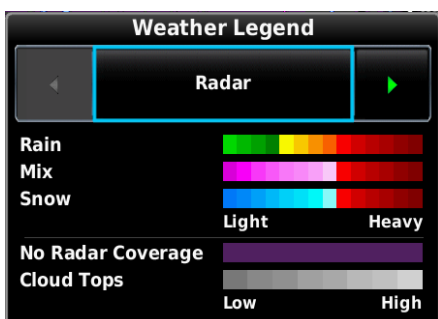 Weather Legend
Radar
Rain
Mix
Snow
Light Heavy
No Radar Coverage
Cloud Tops
Low High